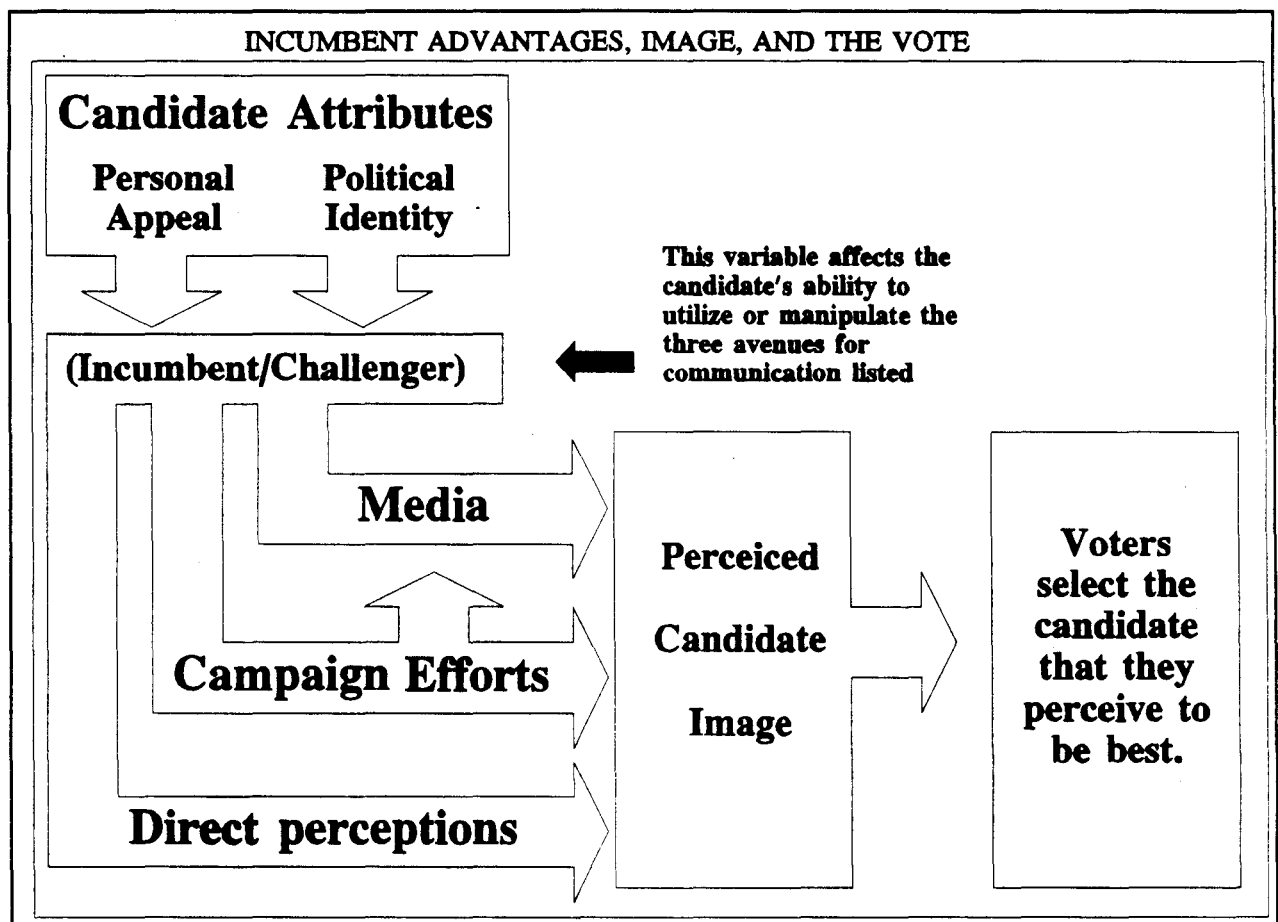 INCUMBENT ADVANTAGES, IMAGE, AND THE VOTE
Candidate Attributes
Personal
Appeal
Political
Identity
This variable affects the
candidate's ability to
utilize or manipulate the
three avenues for
communication listed
(Incumbent/Challenger)
Media
Campaign Efforts
Direct perceptions
Perceiced
Candidate
Image
Voters
select the
candidate
that they
perceive to
be best.